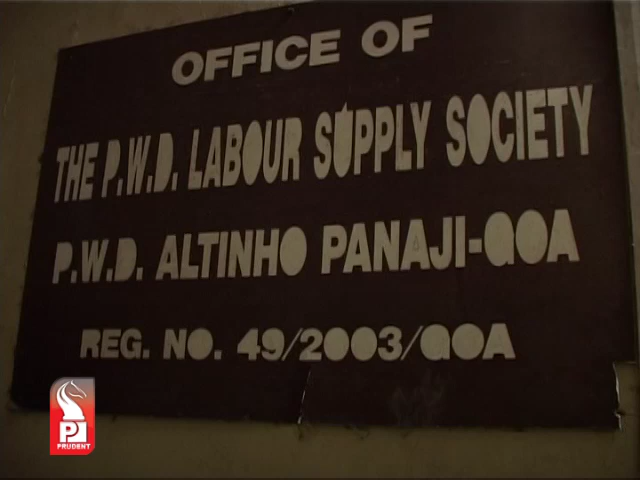 OFFICE OF
THE P.W.D. LABOUR SUPPLY SOCIETY
P.W.D. ALTINHO PANAJI-GOA
REG. NO. 49/2003/GOA
P
PRUDENT